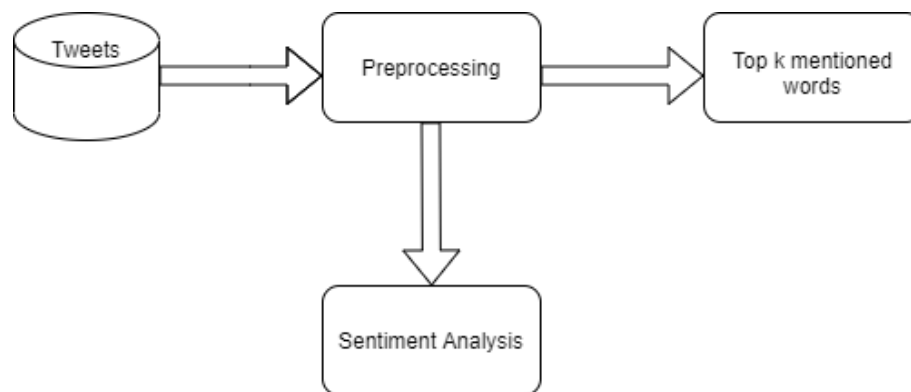 Tweets
Preprocessing
Top k mentioned
words
Sentiment Analysis